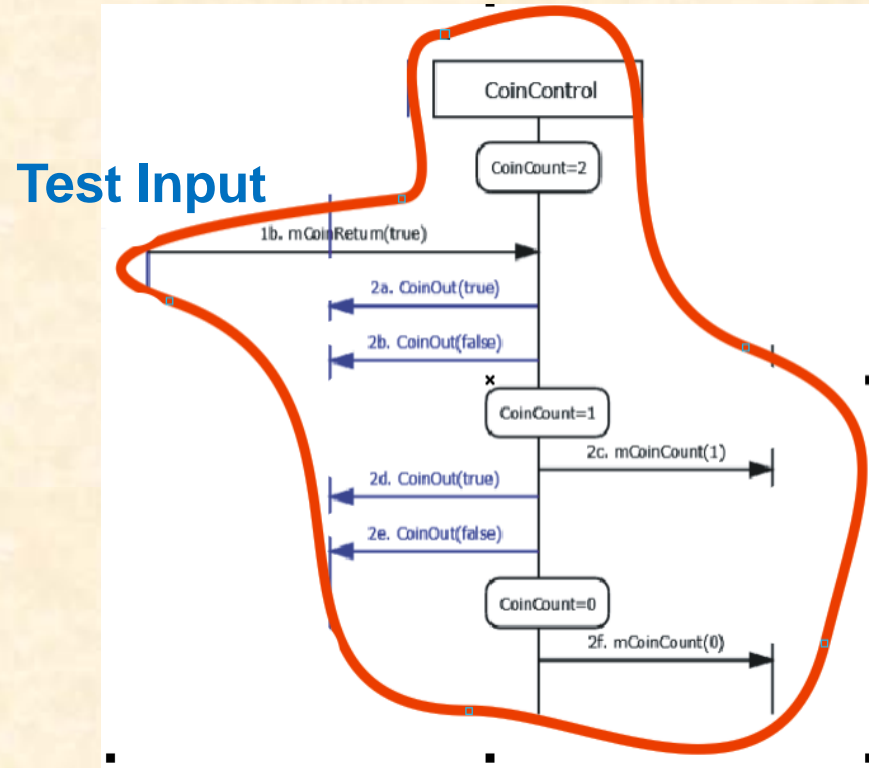 CoinControl
CoinCount=2
Test Input
1b. mCoinReturn(true)
2a. CoinOut(true)
2b. CoinOut(false)
CoinCount=1
2c. mCoinCount(1)
2d. CoinOut(true)
2e. CoinOut(false)
CoinCount=0
2f. mCoinCount(0)